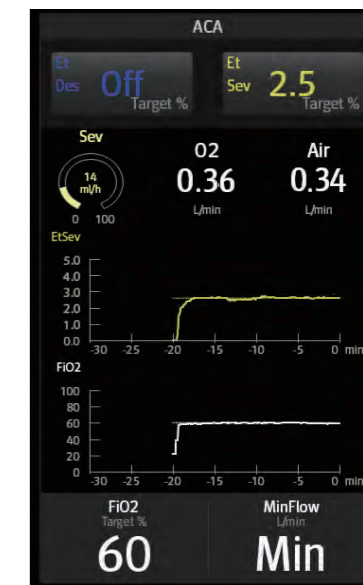 ACA
Et Des Off Target %
Et Sev 2.5 Target %
Sev
14
ml/h
0 100
O2
0.36
L/min
Air
0.34
L/min
EtSev
5.0
4.0
3.0
2.0
1.0
0.0
-30 -25 -20 -15 -10 -5 0 min
FiO2
100
80
60
40
20
0
-30 -25 -20 -15 -10 -5 0 min
FiO2
Target %
60
MinFlow
L/min
Min